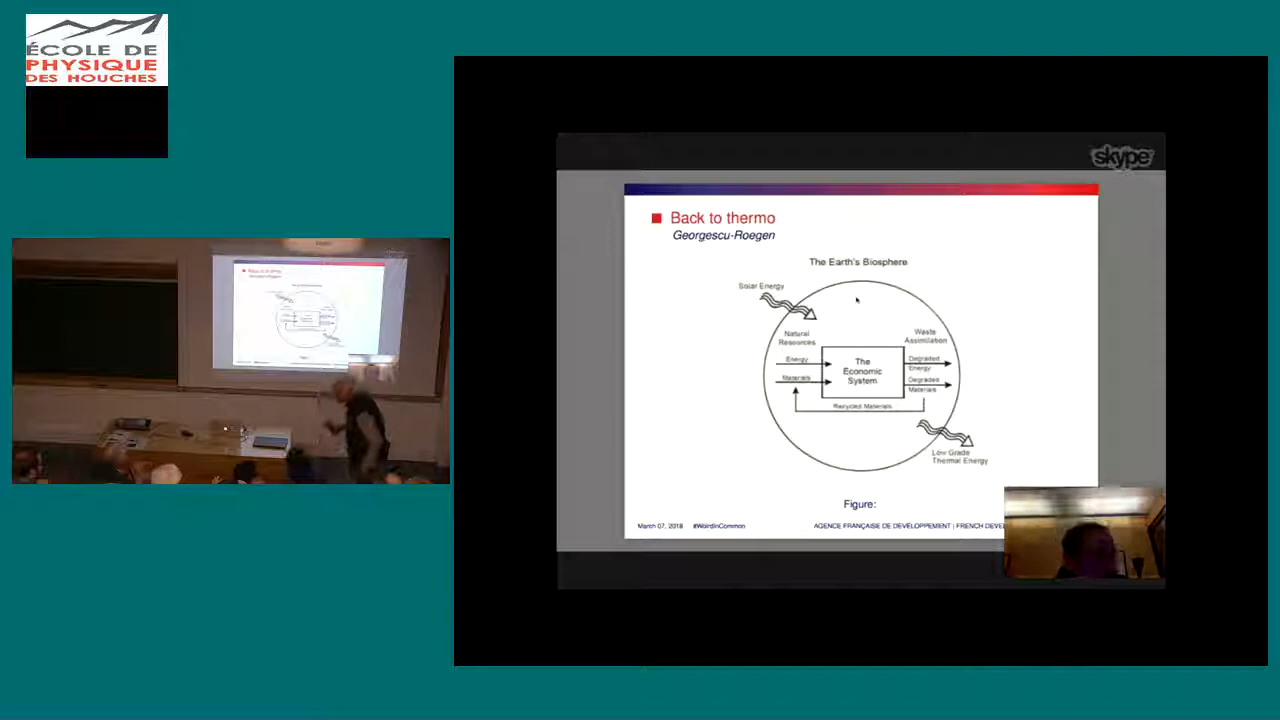 ÉCOLE DE
PHYSIQUE
DES HOUCHES
skype
Back to thermo
Georgescu-Roegen
The Earth's Biosphere
Solar Energy
Natural
Resources
Waste
Assimilation
Energy
Materials
The
Economic
System
Degraded
Energy
Degraded
Materials
Recycled Materials
Low Grade
Thermal Energy
Figure:
March 07, 2018 #WorldInCommon AGENCE FRANÇAISE DE DEVELOPPEMENT | FRENCH DEVE